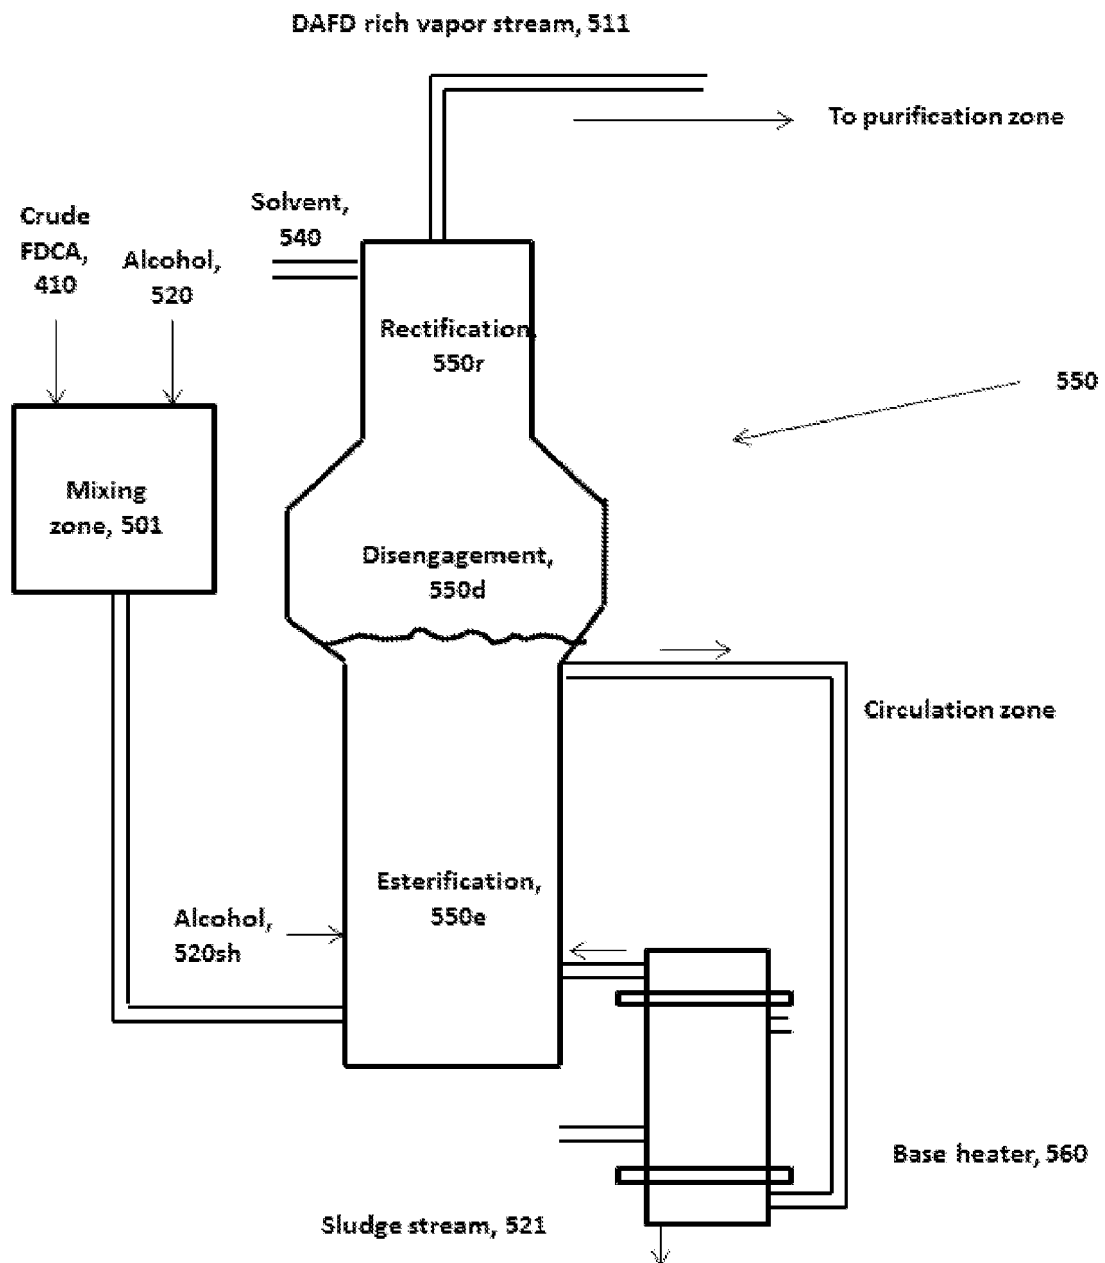 DAFD rich vapor stream, 511
To purification zone
Solvent,
540
Crude
FDCA,
410
Alcohol,
520
Rectification,
550r
550
Mixing
zone, 501
Disengagement,
550d
Circulation zone
Esterification,
550e
Alcohol,
520sh
Base heater, 560
Sludge stream, 521